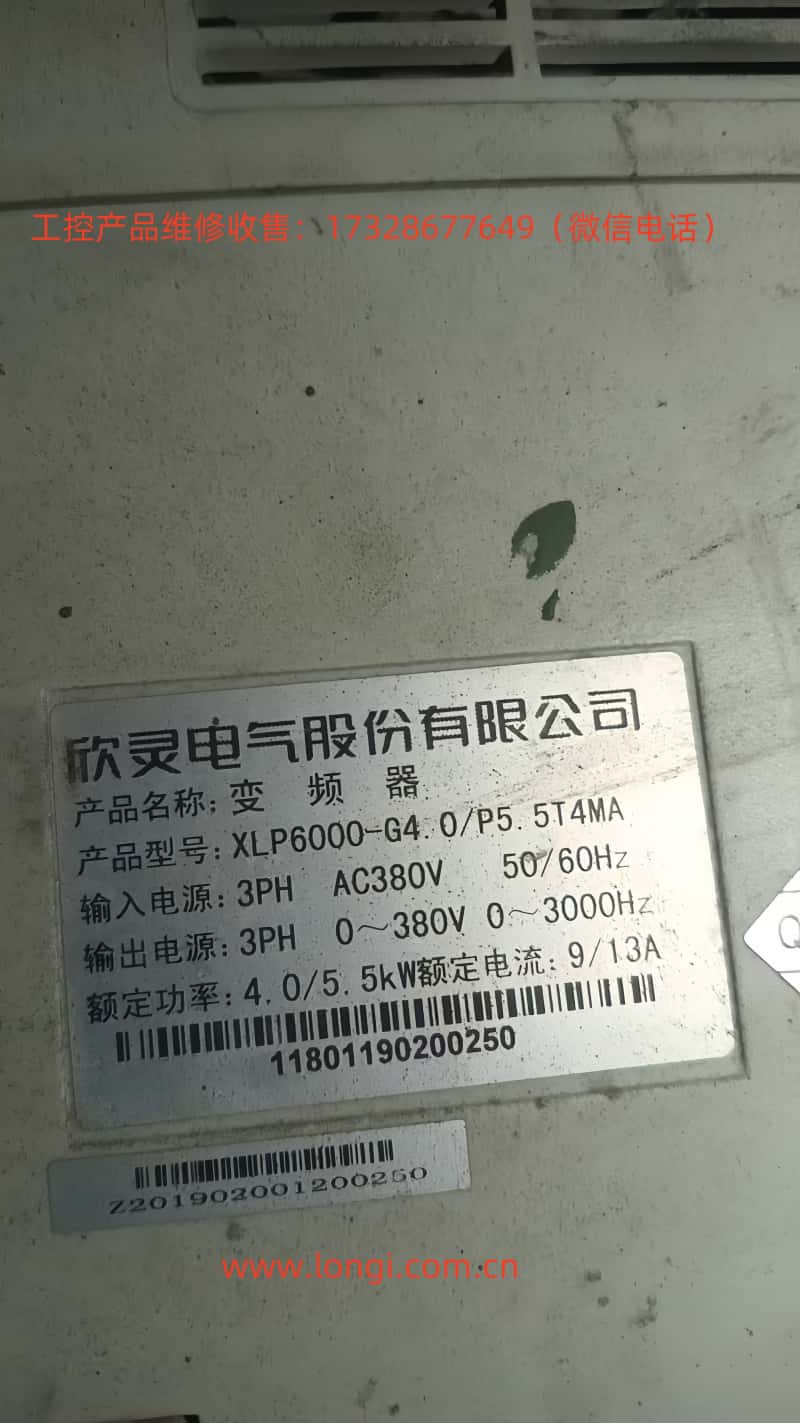 工控产品维修收售：17328677649（微信电话）
欣灵电气股份有限公司
产品名称：变 频 器
产品型号：XLP6000-G4.0/P5.5T4MA
输入电源：3PH AC380V 50/60Hz
输出电源：3PH 0～380V 0～3000Hz
额定功率：4.0/5.5kW额定电流：9/13A
11801190200250
Z201902001200250
Q
www.longi.com.cn